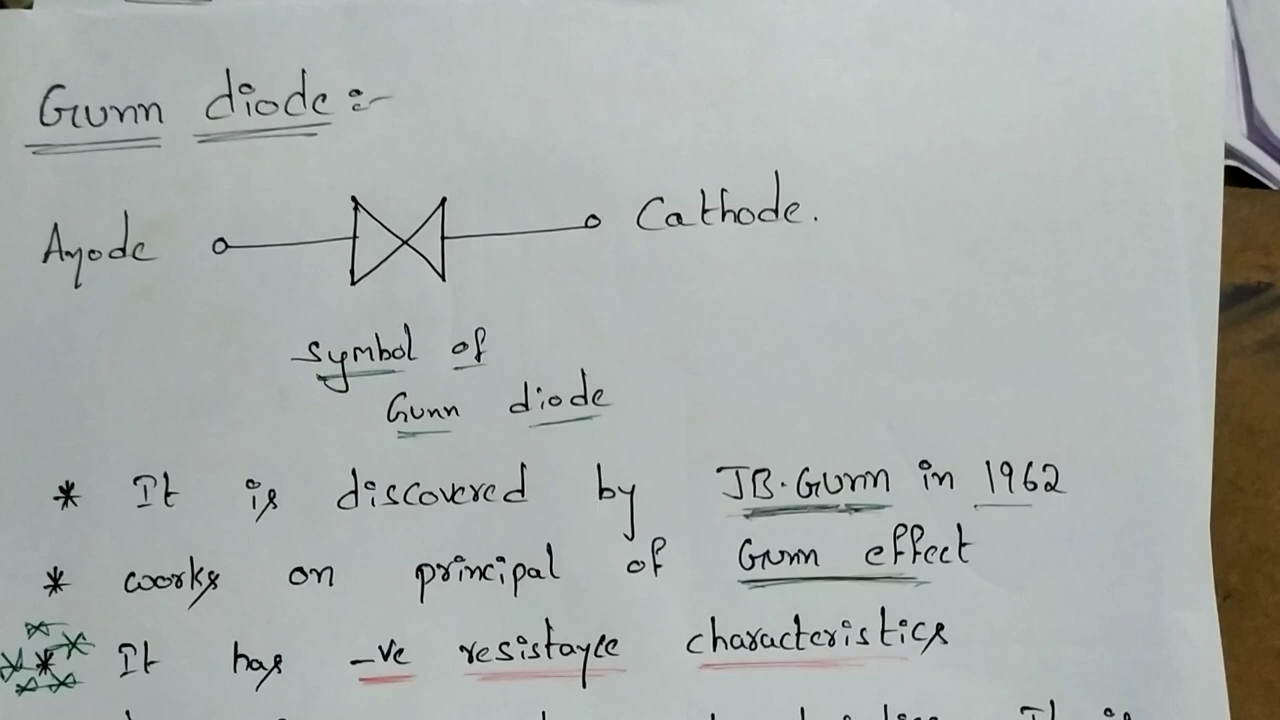 Gunn diode :-
Anode Cathode.
Symbol of
Gunn diode
* It is discovered by JB.Gunn in 1962
* works on principal of Gunn effect
* It has -ve resistance characteristics